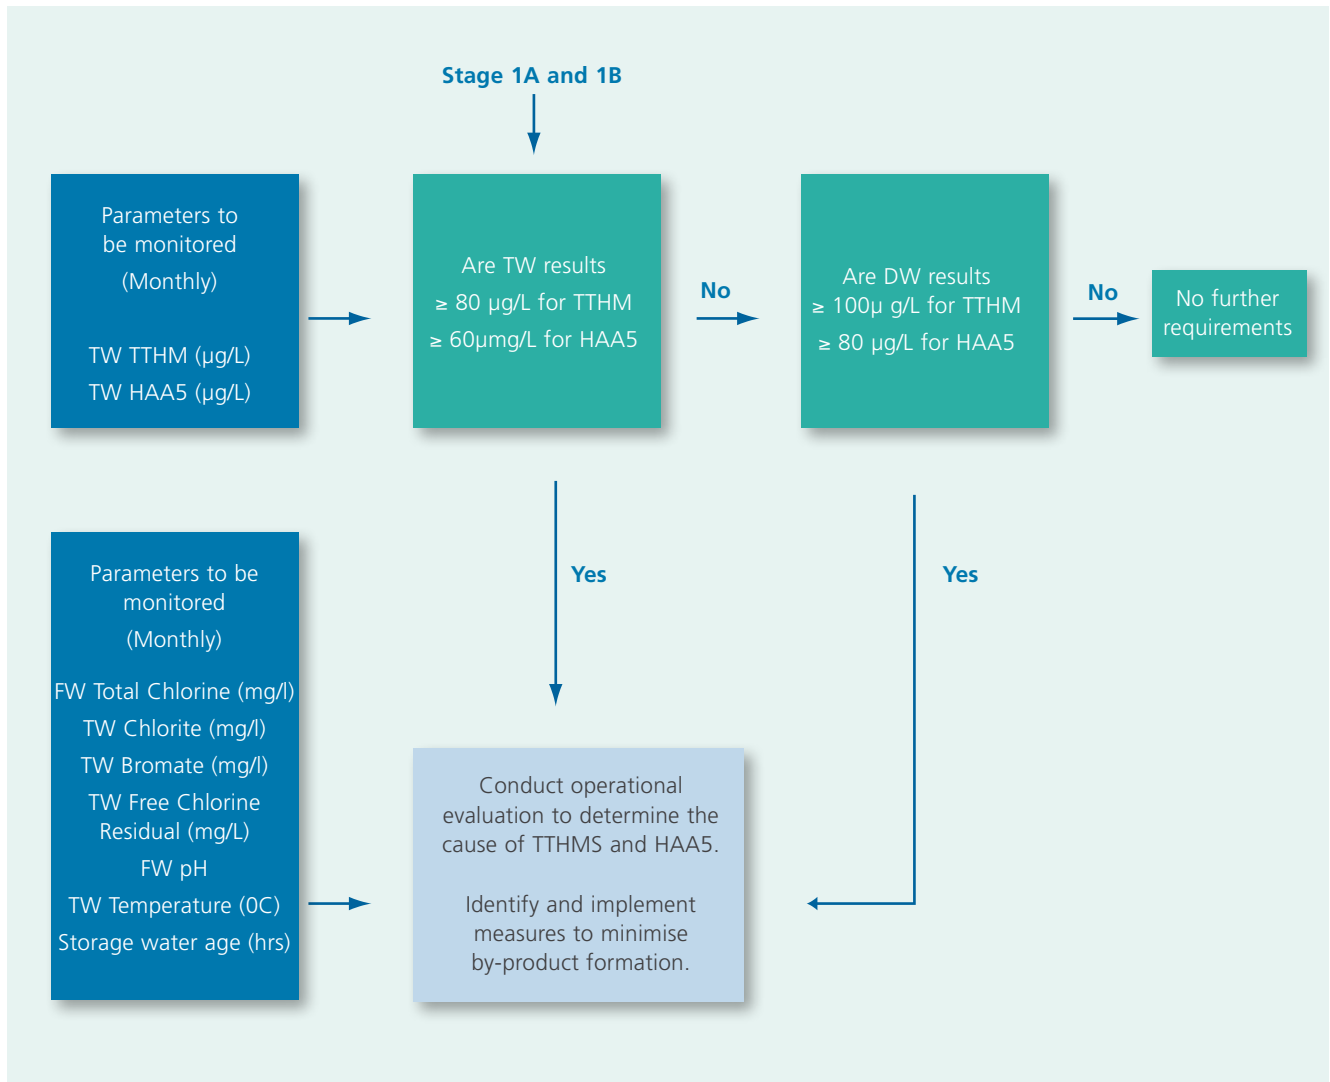 Stage 1A and 1B
Parameters to
be monitored
(Monthly)
TW TTHM (µg/L)
TW HAA5 (µg/L)
Are TW results
≥ 80 µg/L for TTHM
≥ 60µmg/L for HAA5
No
Are DW results
≥ 100µ g/L for TTHM
≥ 80 µg/L for HAA5
No
No further
requirements
Yes
Yes
Parameters to be
monitored
(Monthly)
FW Total Chlorine (mg/l)
TW Chlorite (mg/l)
TW Bromate (mg/l)
TW Free Chlorine
Residual (mg/L)
FW pH
TW Temperature (0C)
Storage water age (hrs)
Conduct operational
evaluation to determine the
cause of TTHMS and HAA5.
Identify and implement
measures to minimise
by-product formation.